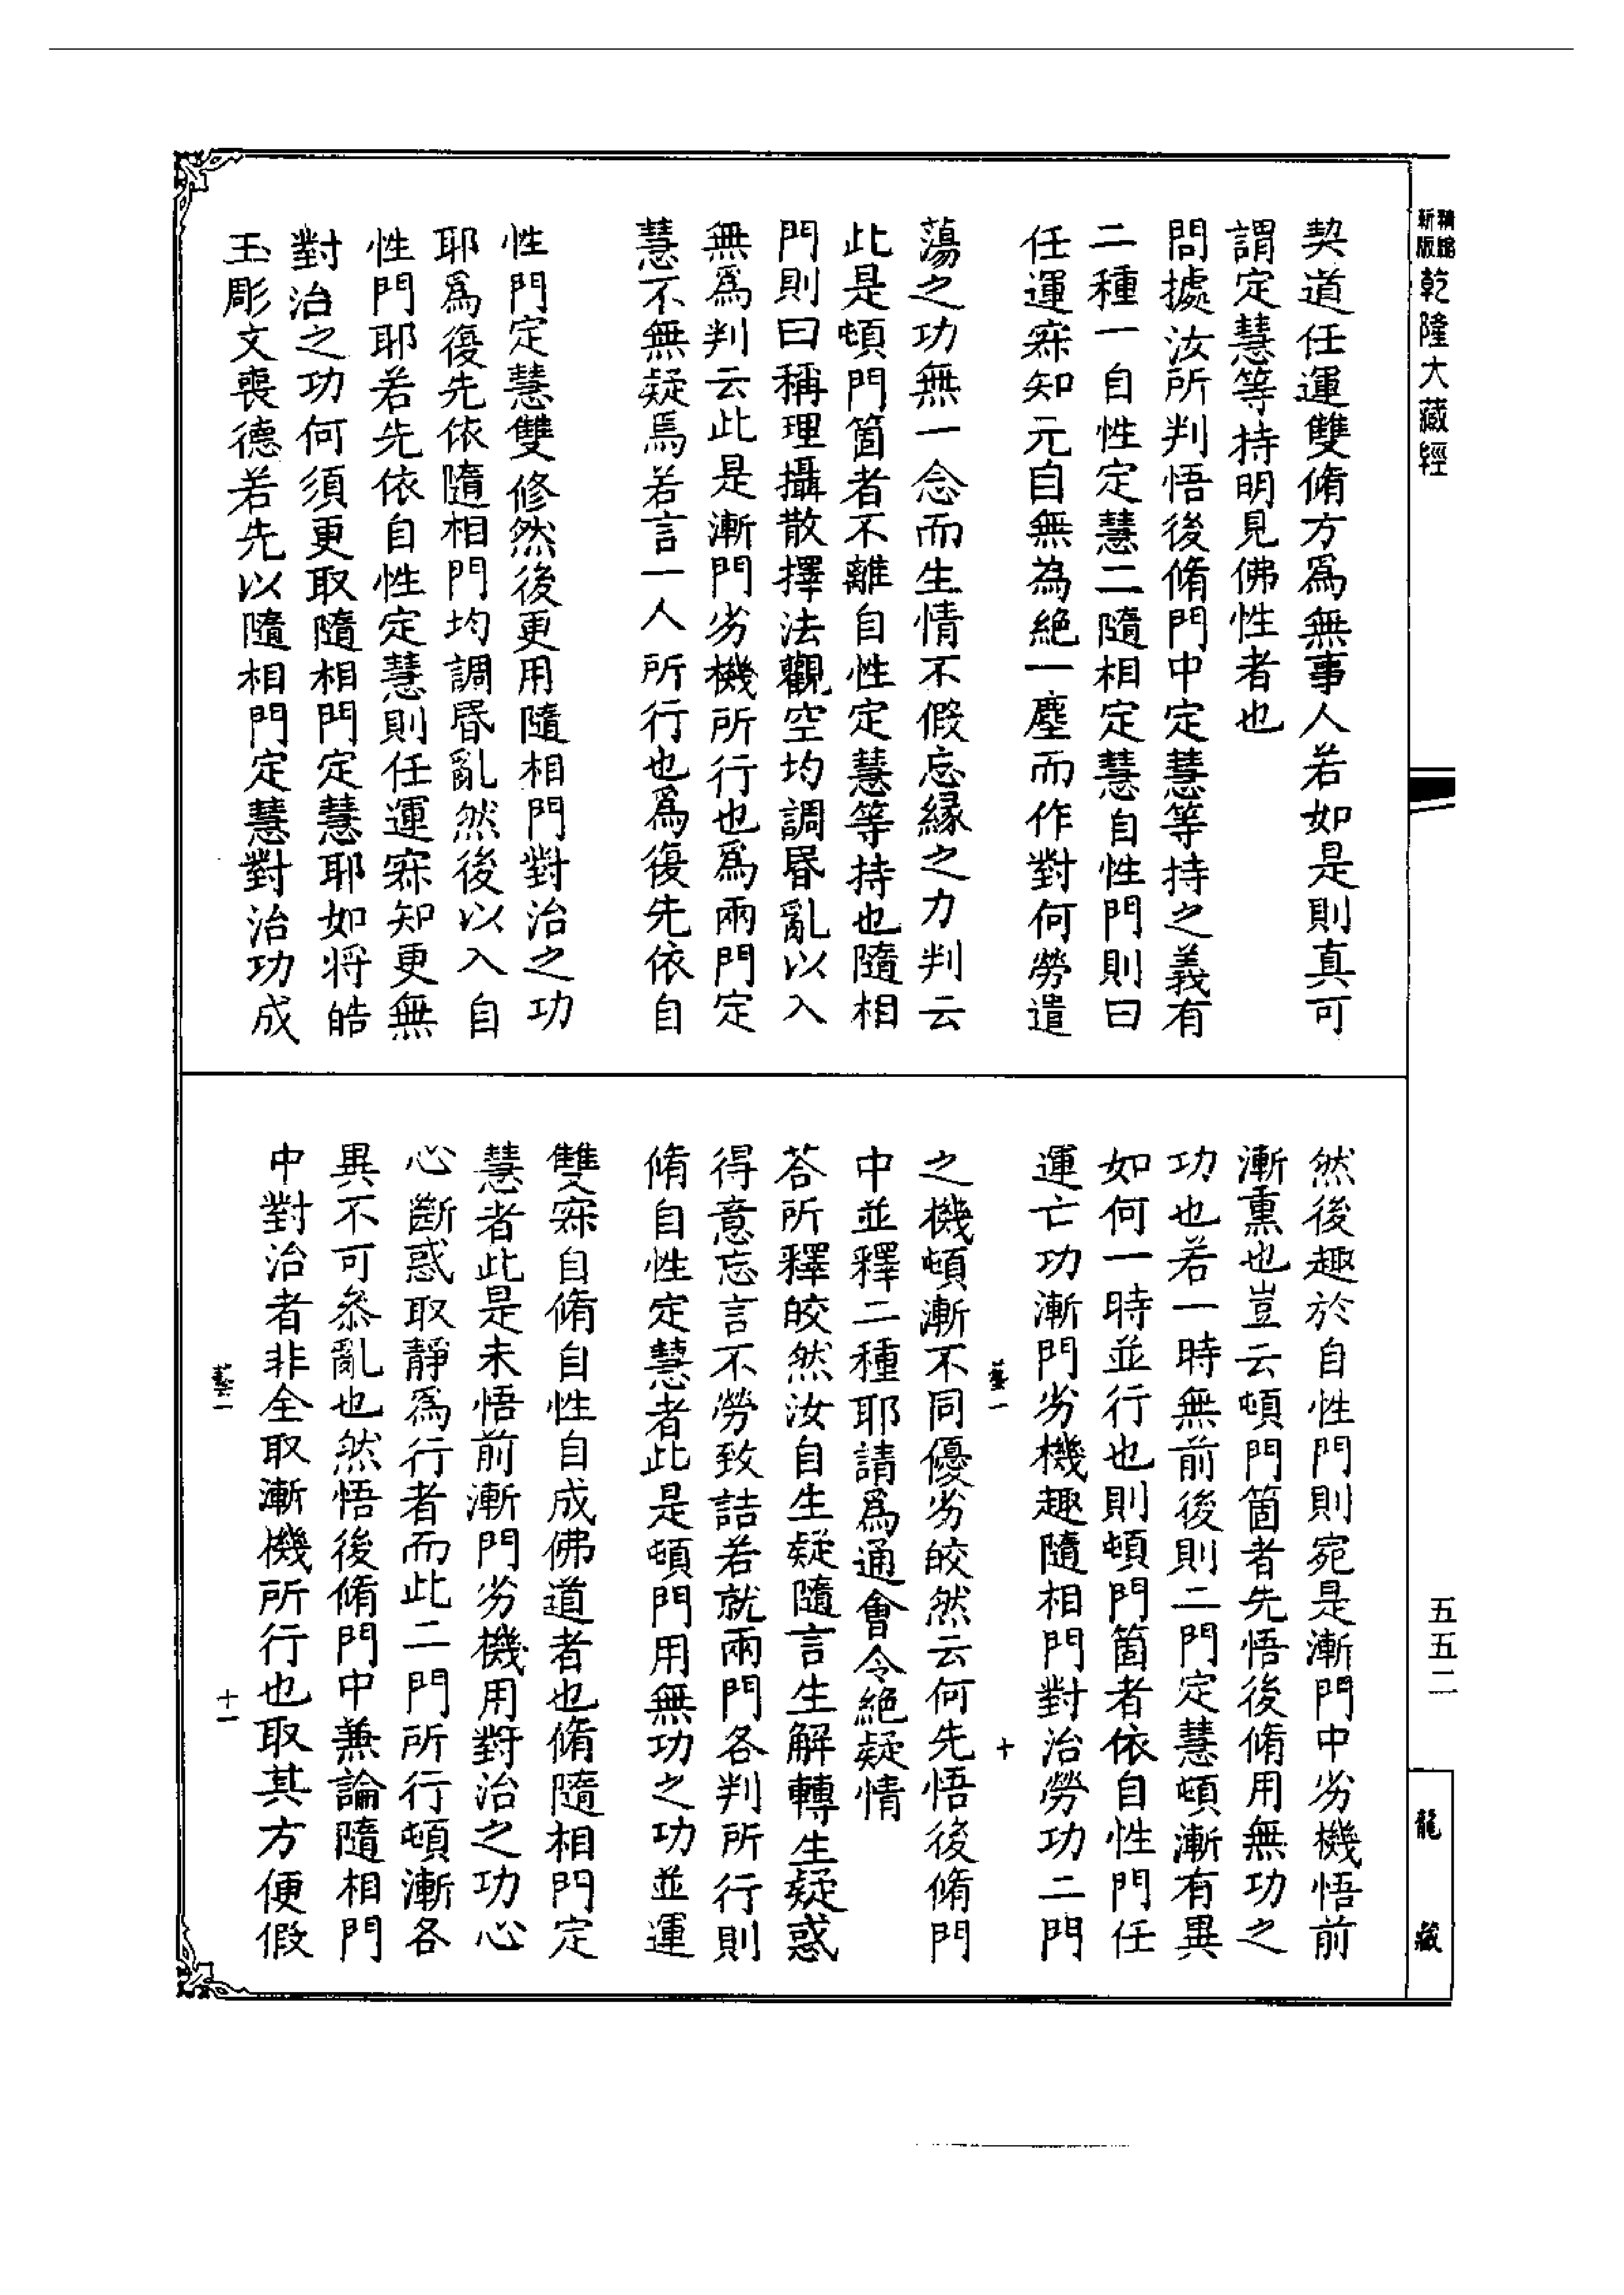 新版精縮
乾隆大藏經
契道任運雙脩方爲無事人若如是則真可
謂定慧等持明見佛性者也
問據汝所判悟後脩門中定慧等持之義有
二種一自性定慧二隨相定慧自性門則曰
任運寂知元自無為絕一塵而作對何勞遣
蕩之功無一念而生情不假忘緣之力判云
此是頓門箇者不離自性定慧等持也隨相
門則曰稱理攝散擇法觀空均調昬亂以入
無爲判云此是漸門劣機所行也爲兩門定
慧不無疑焉若言一人所行也爲復先依自
性門定慧雙修然後更用隨相門對治之功
耶爲復先依隨相門均調昬亂然後以入自
性門耶若先依自性定慧則任運寂知更無
對治之功何須更取隨相門定慧耶如將皓
玉彫文喪德若先以隨相門定慧對治功成
然後趣於自性門則宛是漸門中劣機悟前
漸熏也豈云頓門箇者先悟後脩用無功之
功也若一時無前後則二門定慧頓漸有異
如何一時並行也則頓門箇者依自性門任
運亡功漸門劣機趣隨相門對治勞功二門
藝一
十
之機頓漸不同優劣皎然云何先悟後脩門
中並釋二種耶請爲通會令絕疑情
荅所釋皎然汝自生疑隨言生解轉生疑惑
得意忘言不勞致詰若就兩門各判所行則
脩自性定慧者此是頓門用無功之功並運
雙寂自脩自性自成佛道者也脩隨相門定
慧者此是未悟前漸門劣機用對治之功心
心斷惑取靜爲行者而此二門所行頓漸各
異不可叅亂也然悟後脩門中兼論隨相門
中對治者非全取漸機所行也取其方便假
藝一
十一
五五二
龍藏